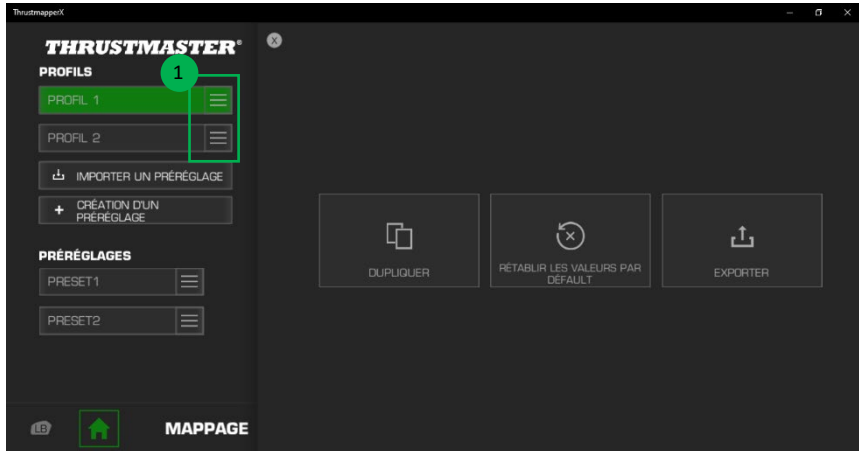 ThrustmapperX
THRUSTMASTER®
X
PROFILS
1
PROFIL 1
PROFIL 2
IMPORTER UN PRÉRÉGLAGE
+ CRÉATION D'UN
PRÉRÉGLAGE
PRÉRÉGLAGES
PRESET1
PRESET2
DUPLIQUER
RÉTABLIR LES VALEURS PAR
DÉFAULT
EXPORTER
LB
MAPPAGE